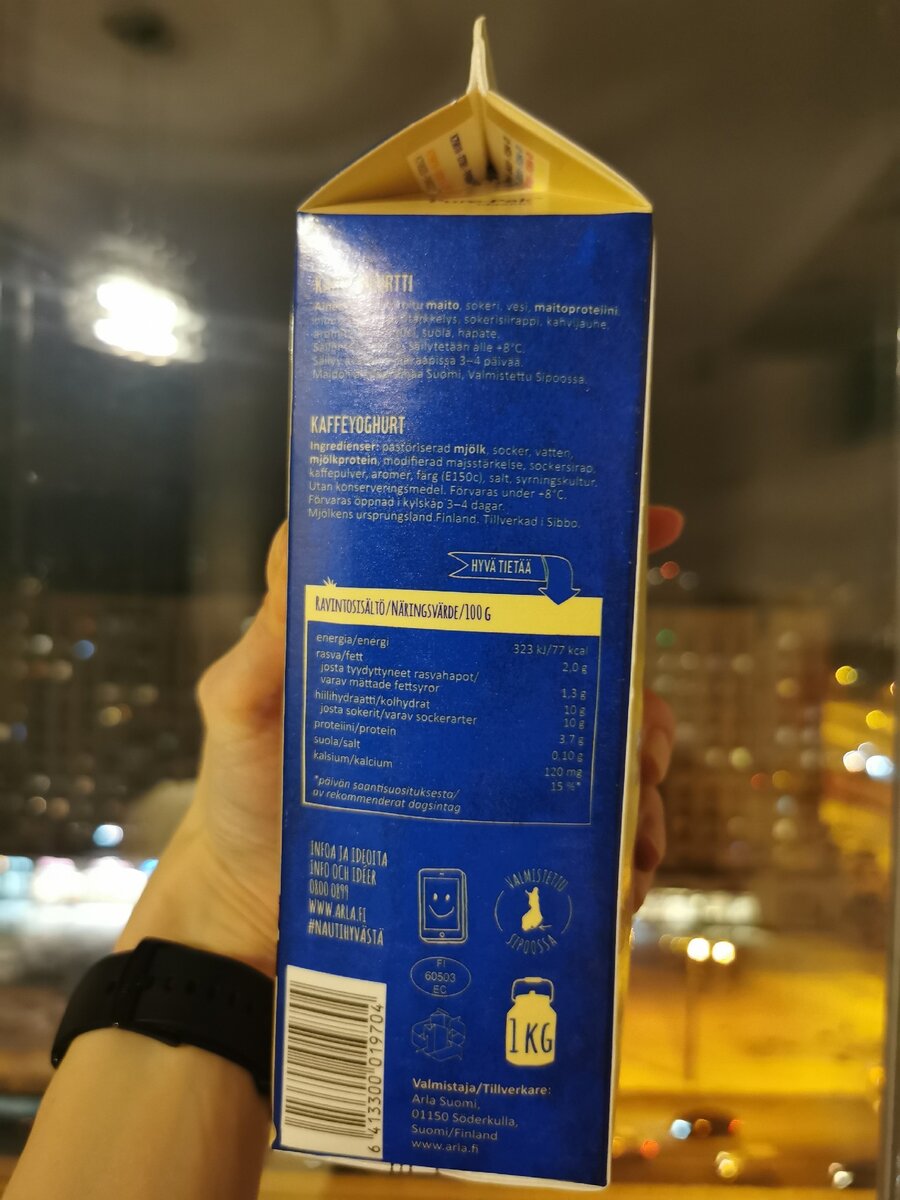 maito, sokeri, vesi, maitoproteiini,
tärkkelys, sokerisiirappi, kahvijauhe,
suola, hapate.
Säilytetään alle +8°C.
3–4 päivää.
Suomi, Valmistettu Sipoossa.
KAFFEYOGHURT
Ingredienser: pastöriserad mjölk, socker, vatten,
mjölkprotein, modifierad majsstärkelse, sockersirap,
kaffepulver, aromer, färg (E150c), salt, syrningskultur.
Utan konserveringsmedel. Förvaras under +8°C.
Förvaras öppnad i kylskåp 3–4 dagar.
Mjölkens ursprungsland Finland. Tillverkad i Sibbo.
HYVÄ TIETÄÄ
RAVINTOSISÄLTÖ/NÄRINGSVÄRDE/100 G
energia/energi 323 kJ/77 kcal
rasva/fett 2,0 g
josta tyydyttyneet rasvahapot/
varav mättade fettsyror 1,3 g
hiilihydraatti/kolhydrat 10 g
josta sokerit/varav sockerarter 10 g
proteiini/protein 3,7 g
suola/salt 0,10 g
kalsium/kalcium 120 mg
15 %*
*päivän saantisuosituksesta/
av rekommenderat dagsintag
INFOA JA IDEOITA
INFO OCH IDÉER
0800 0899
WWW.ARLA.FI
#NAUTIHYVÄSTÄ
VALMISTETTU
SIPOOSSA
FI
60503
EC
1 KG
6 413300 019704
Valmistaja/Tillverkare:
Arla Suomi,
01150 Söderkulla,
Suomi/Finland
www.arla.fi